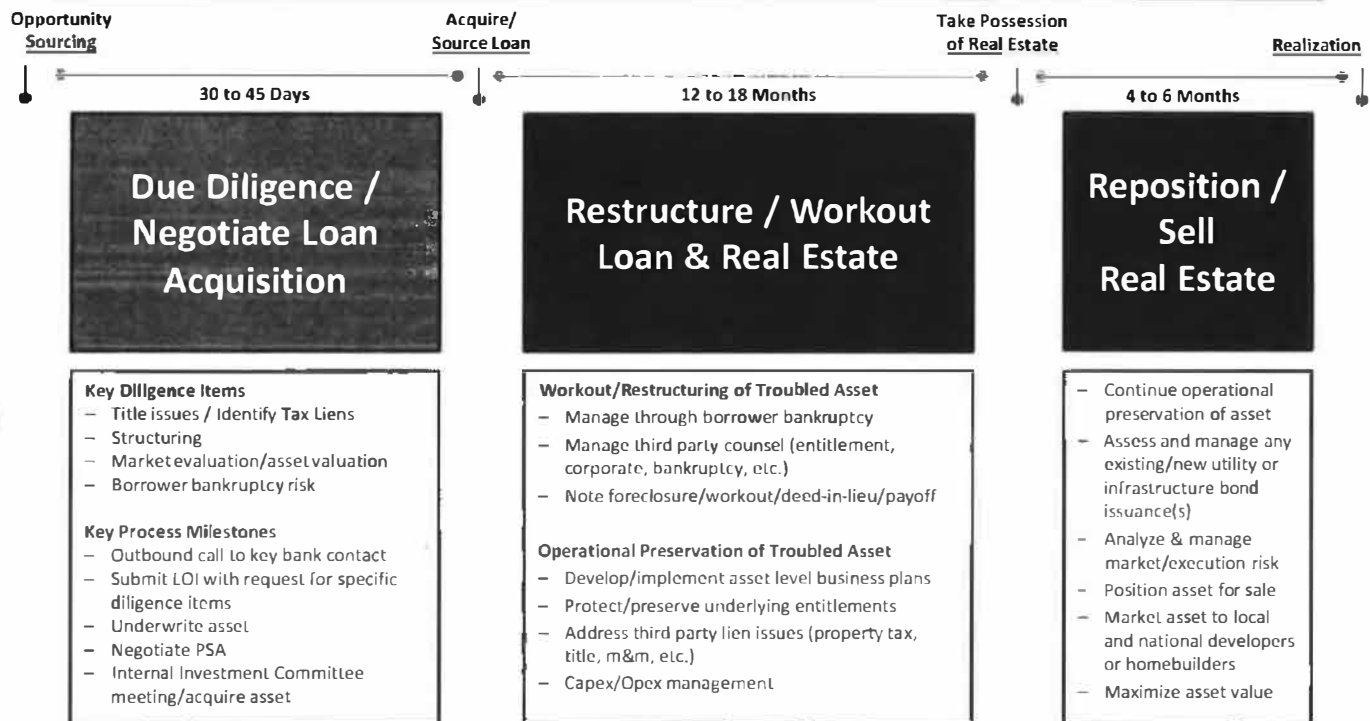 Opportunity
Sourcing
Acquire/
Source Loan
Take Possession
of Real Estate
Realization
30 to 45 Days
12 to 18 Months
4 to 6 Months
Due Diligence /
Negotiate Loan
Acquisition
Restructure / Workout
Loan & Real Estate
Reposition /
Sell
Real Estate
Key Diligence Items
– Title issues / Identify Tax Liens
– Structuring
– Market evaluation/asset valuation
– Borrower bankruptcy risk
Key Process Milestones
– Outbound call to key bank contact
– Submit LOI with request for specific
diligence items
– Underwrite asset
– Negotiate PSA
– Internal Investment Committee
meeting/acquire asset
Workout/Restructuring of Troubled Asset
– Manage through borrower bankruptcy
– Manage third party counsel (entitlement,
corporate, bankruptcy, etc.)
– Note foreclosure/workout/deed-in-lieu/payoff
Operational Preservation of Troubled Asset
– Develop/implement asset level business plans
– Protect/preserve underlying entitlements
– Address third party lien issues (property tax,
title, m&m, etc.)
– Capex/Opex management
– Continue operational
preservation of asset
– Assess and manage any
existing/new utility or
infrastructure bond
issuance(s)
– Analyze & manage
market/execution risk
– Position asset for sale
– Market asset to local
and national developers
or homebuilders
– Maximize asset value